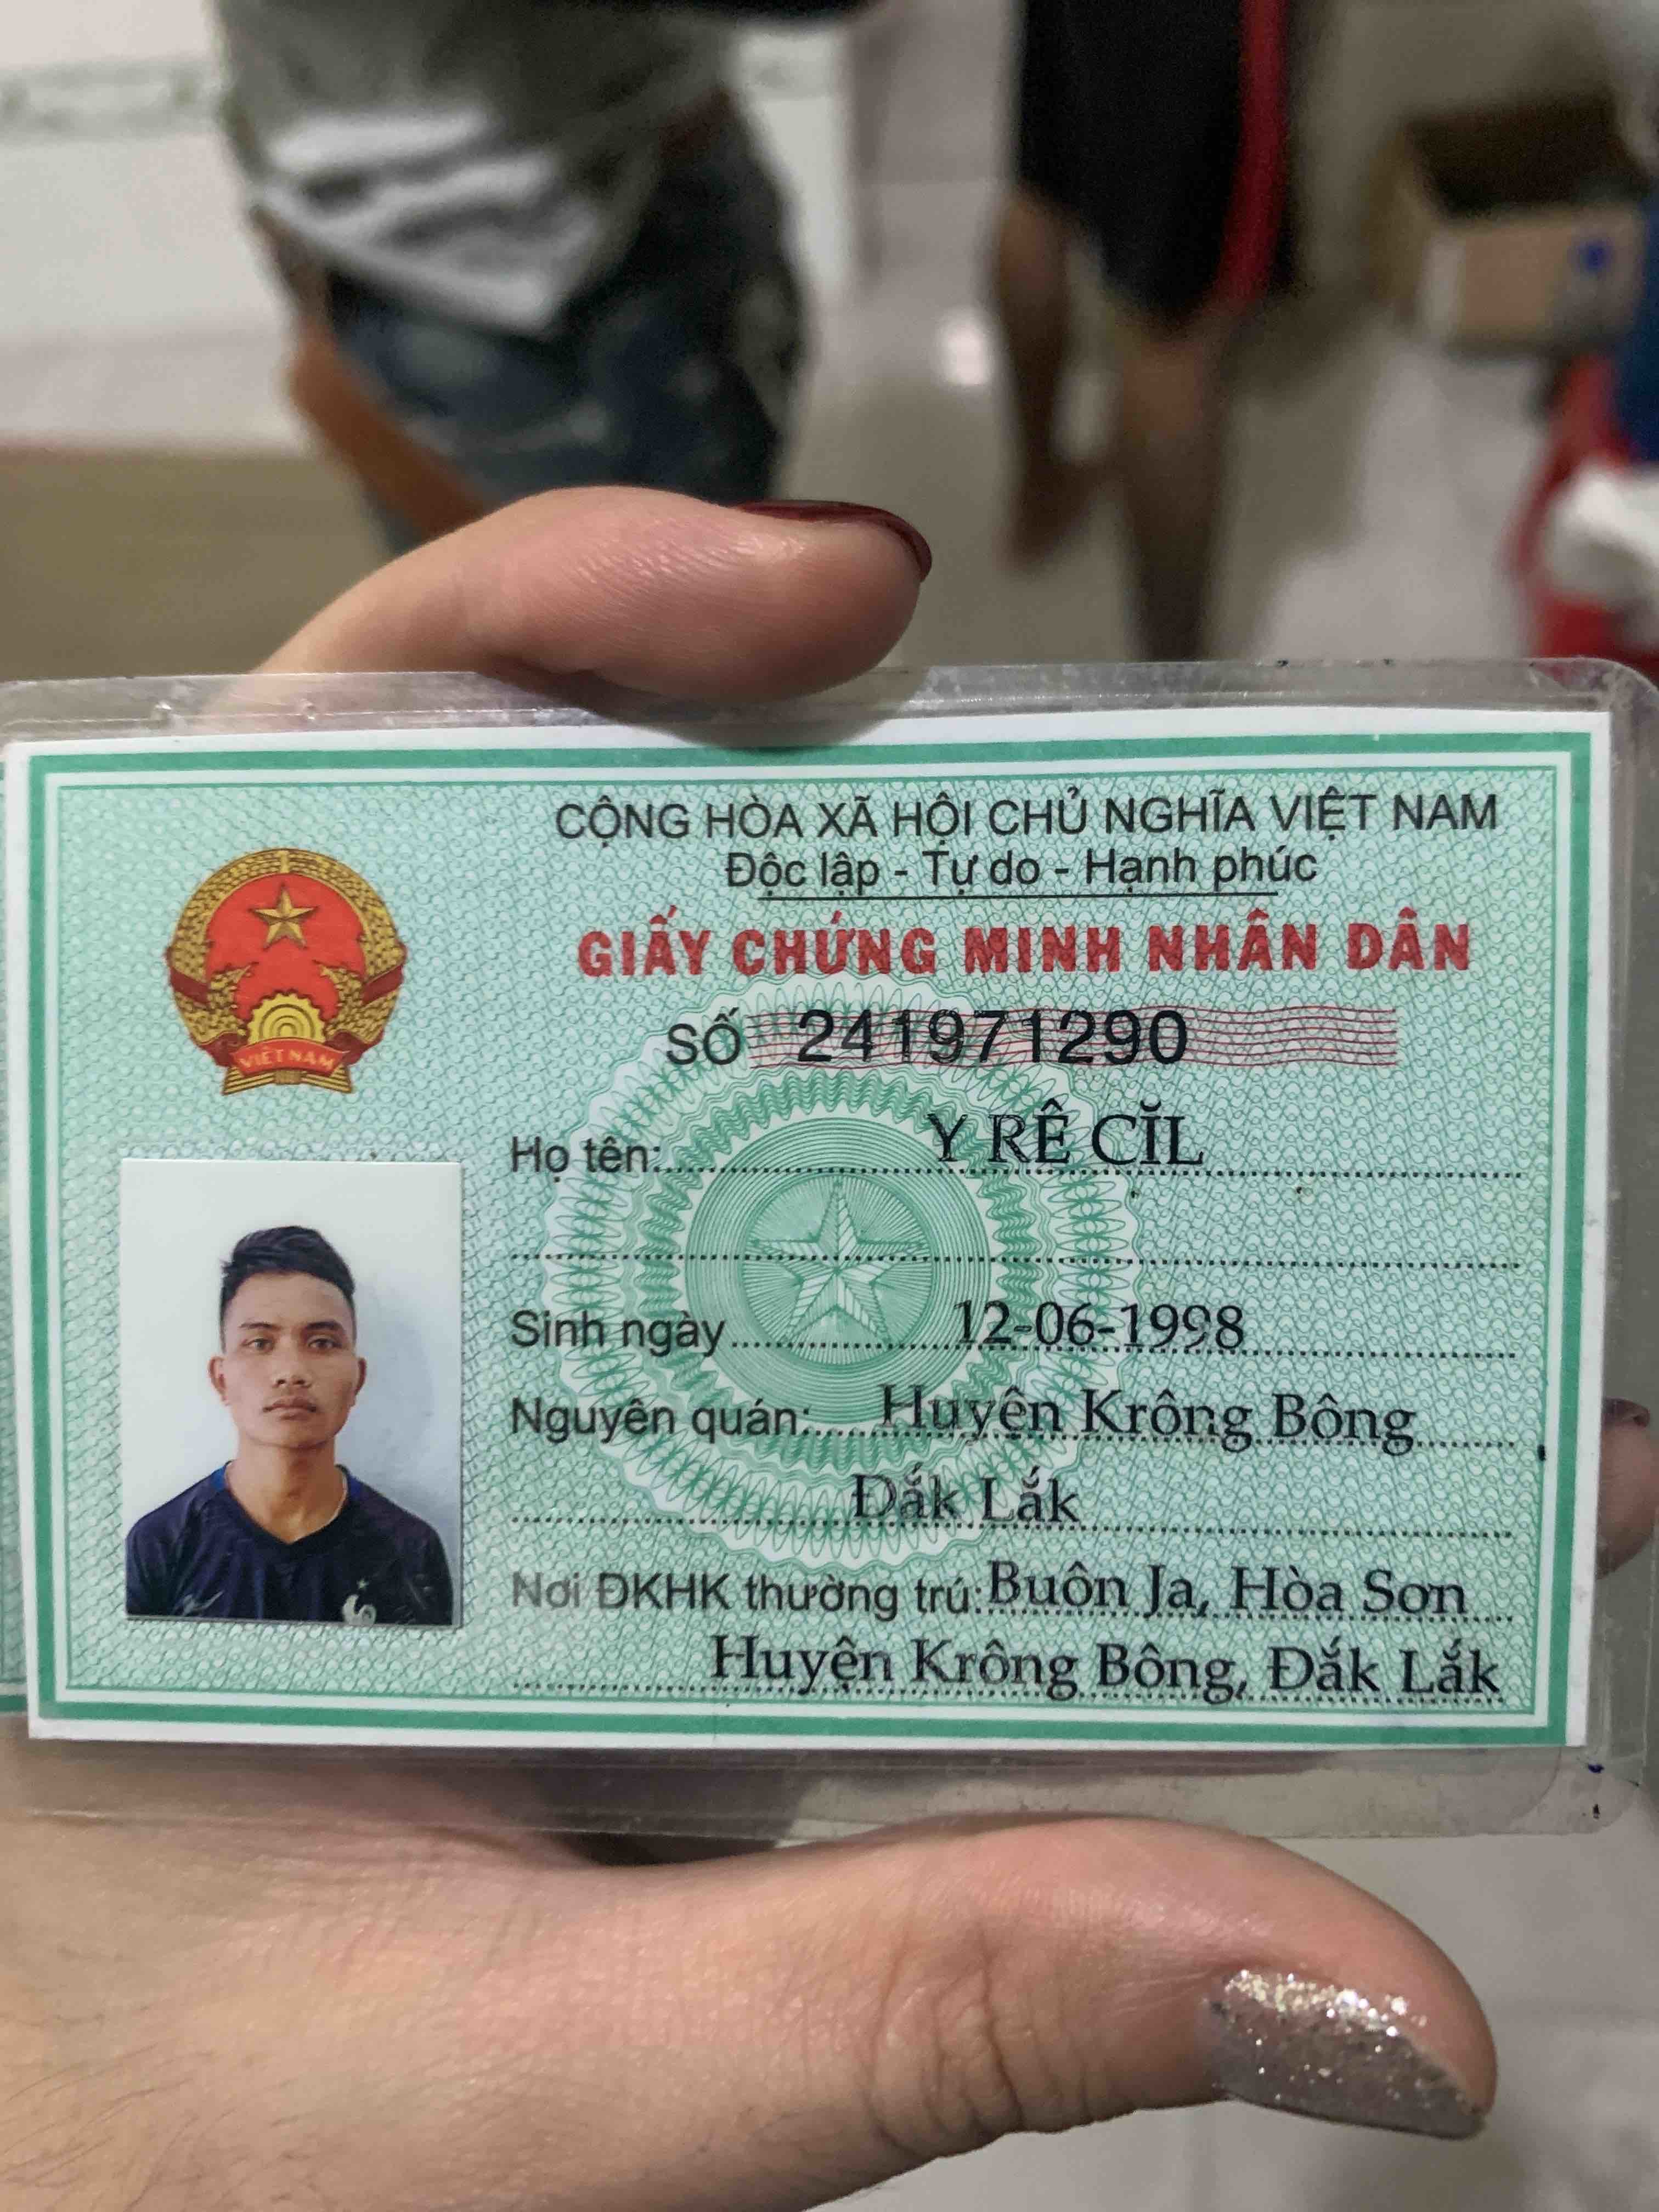 CỘNG HÒA XÃ HỘI CHỦ NGHĨA VIỆT NAM
Độc lập - Tự do - Hạnh phúc
GIẤY CHỨNG MINH NHÂN DÂN
SỐ 241971290
VIỆT NAM
Họ tên: Y RÊ CĬL
Sinh ngày 12-06-1998
Nguyên quán: Huyện Krông Bông
Đắk Lắk
Nơi ĐKHK thường trú: Buôn Ja, Hòa Sơn
Huyện Krông Bông, Đắk Lắk